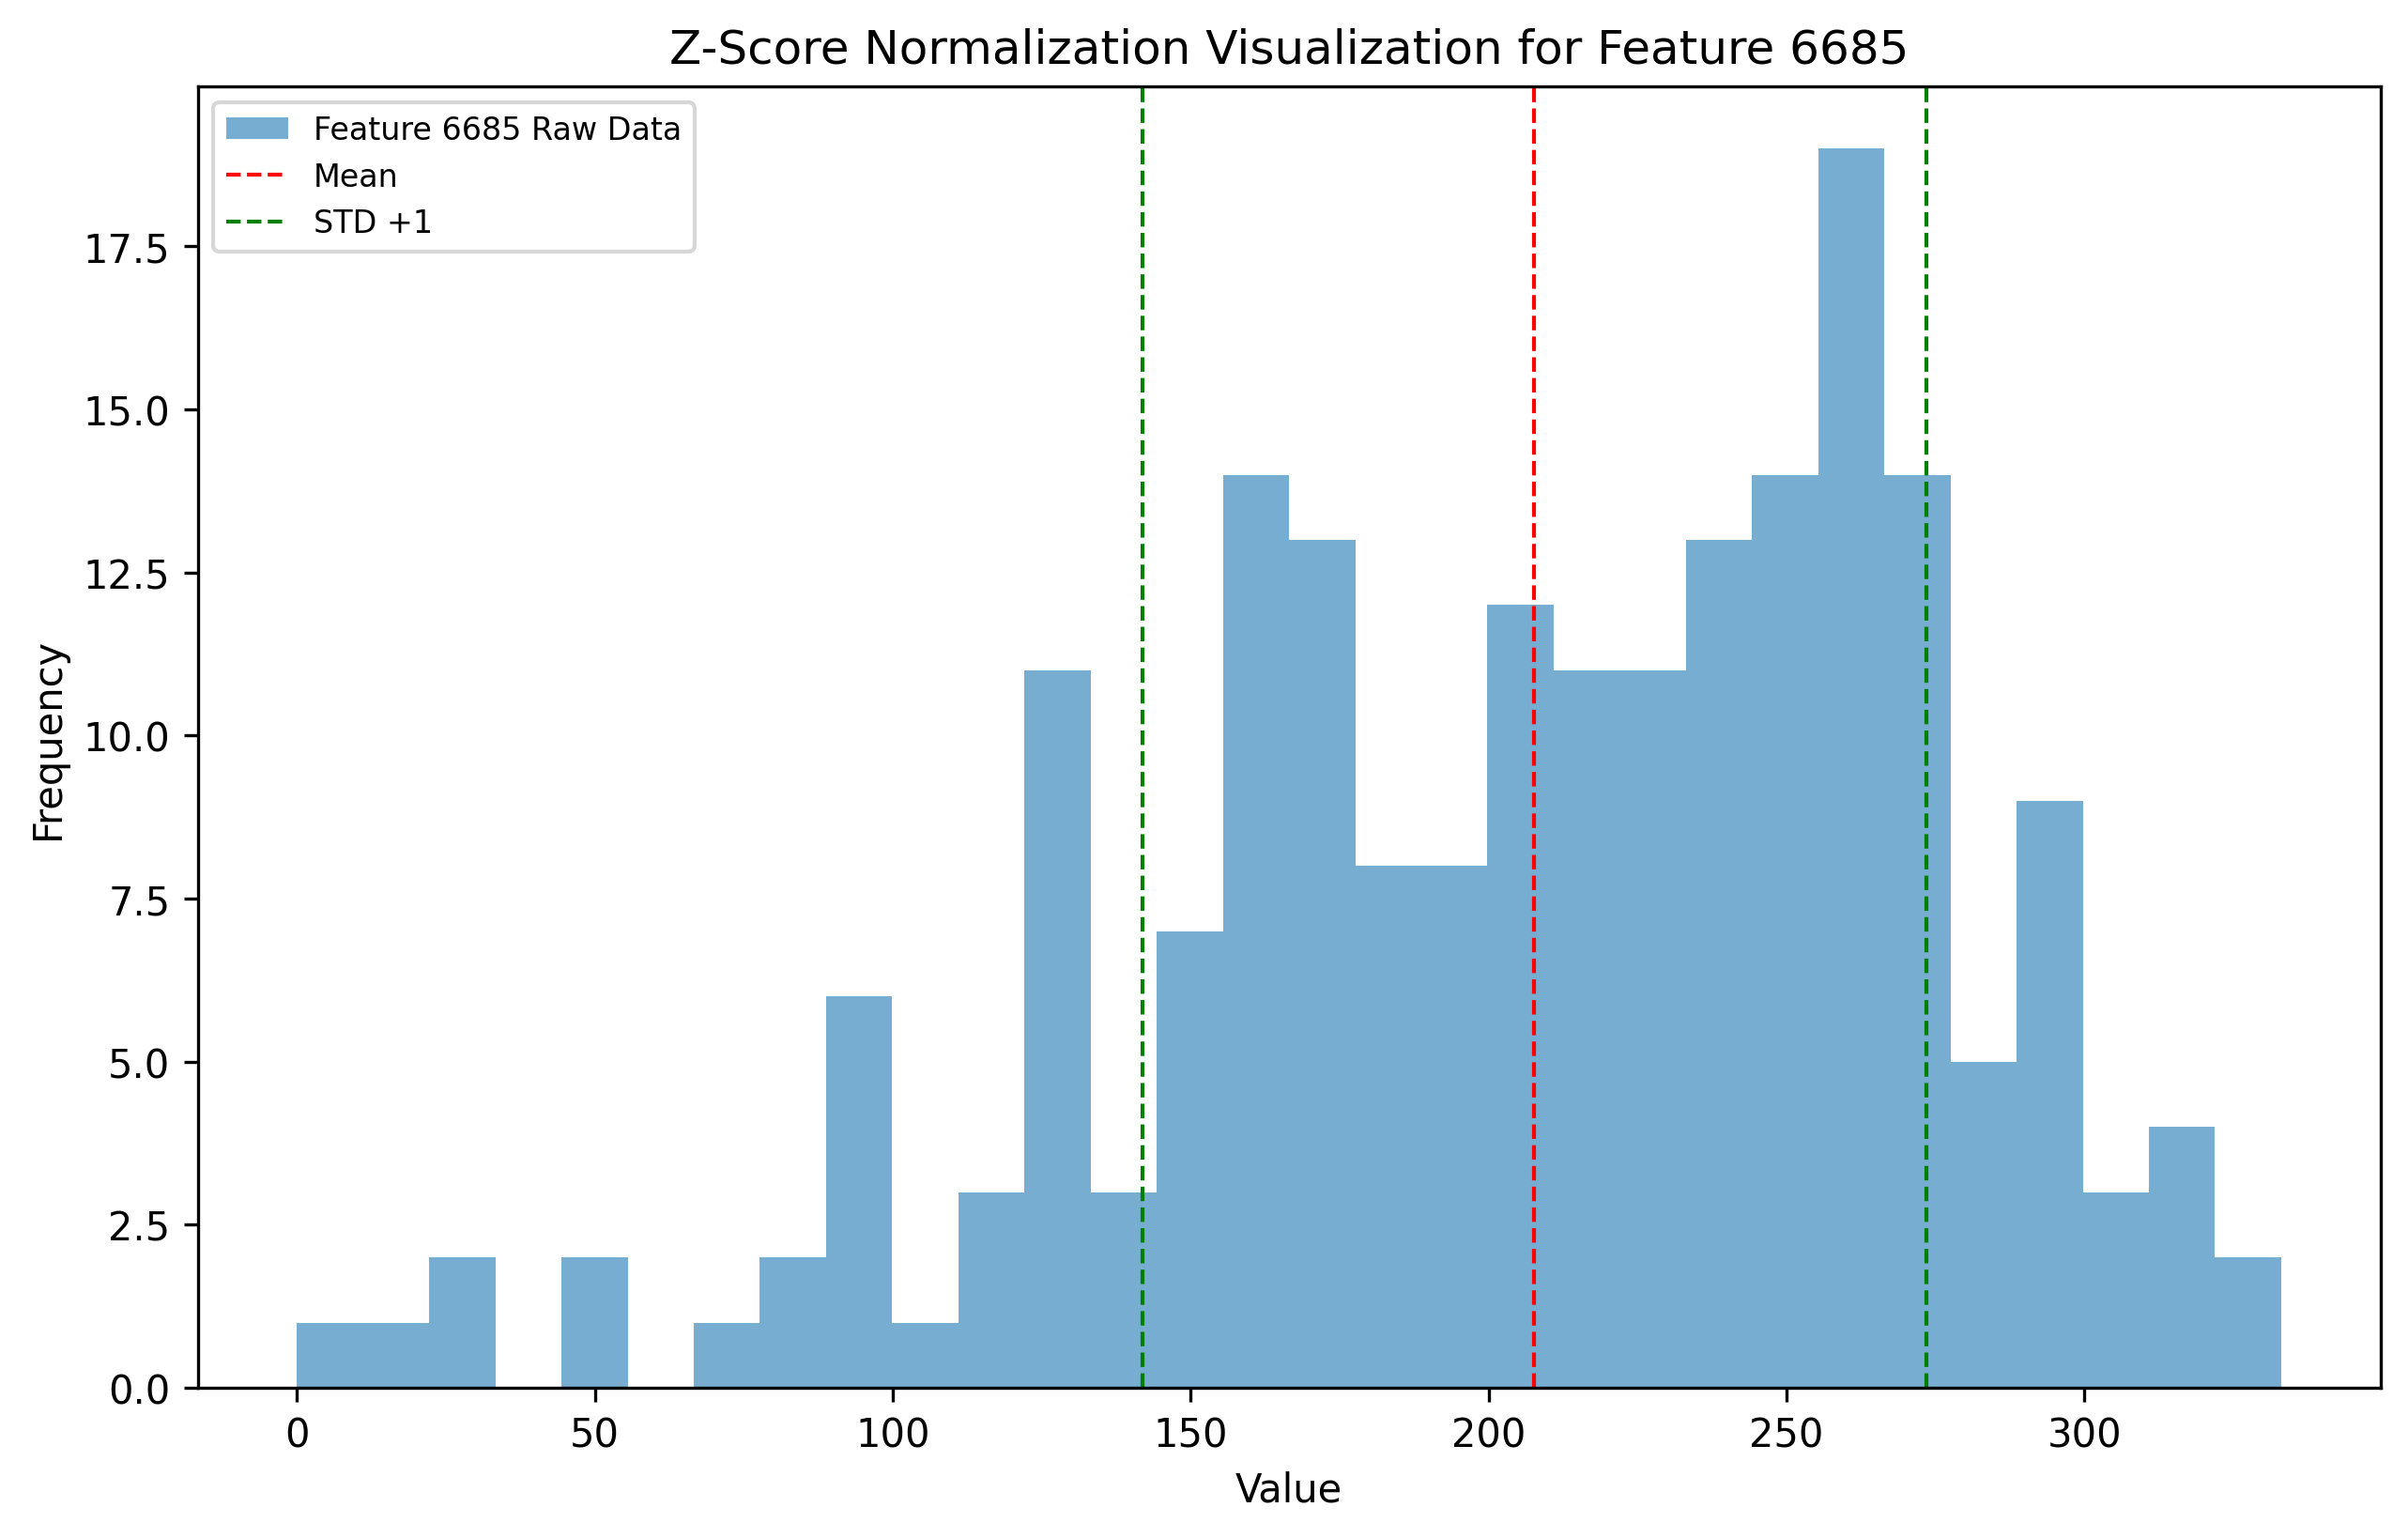 Z-Score Normalization Visualization for Feature 6685
Feature 6685 Raw Data
Mean
STD +1
17.5
15.0
12.5
10.0
7.5
5.0
2.5
0.0
Frequency
0 50 100 150 200 250 300
Value